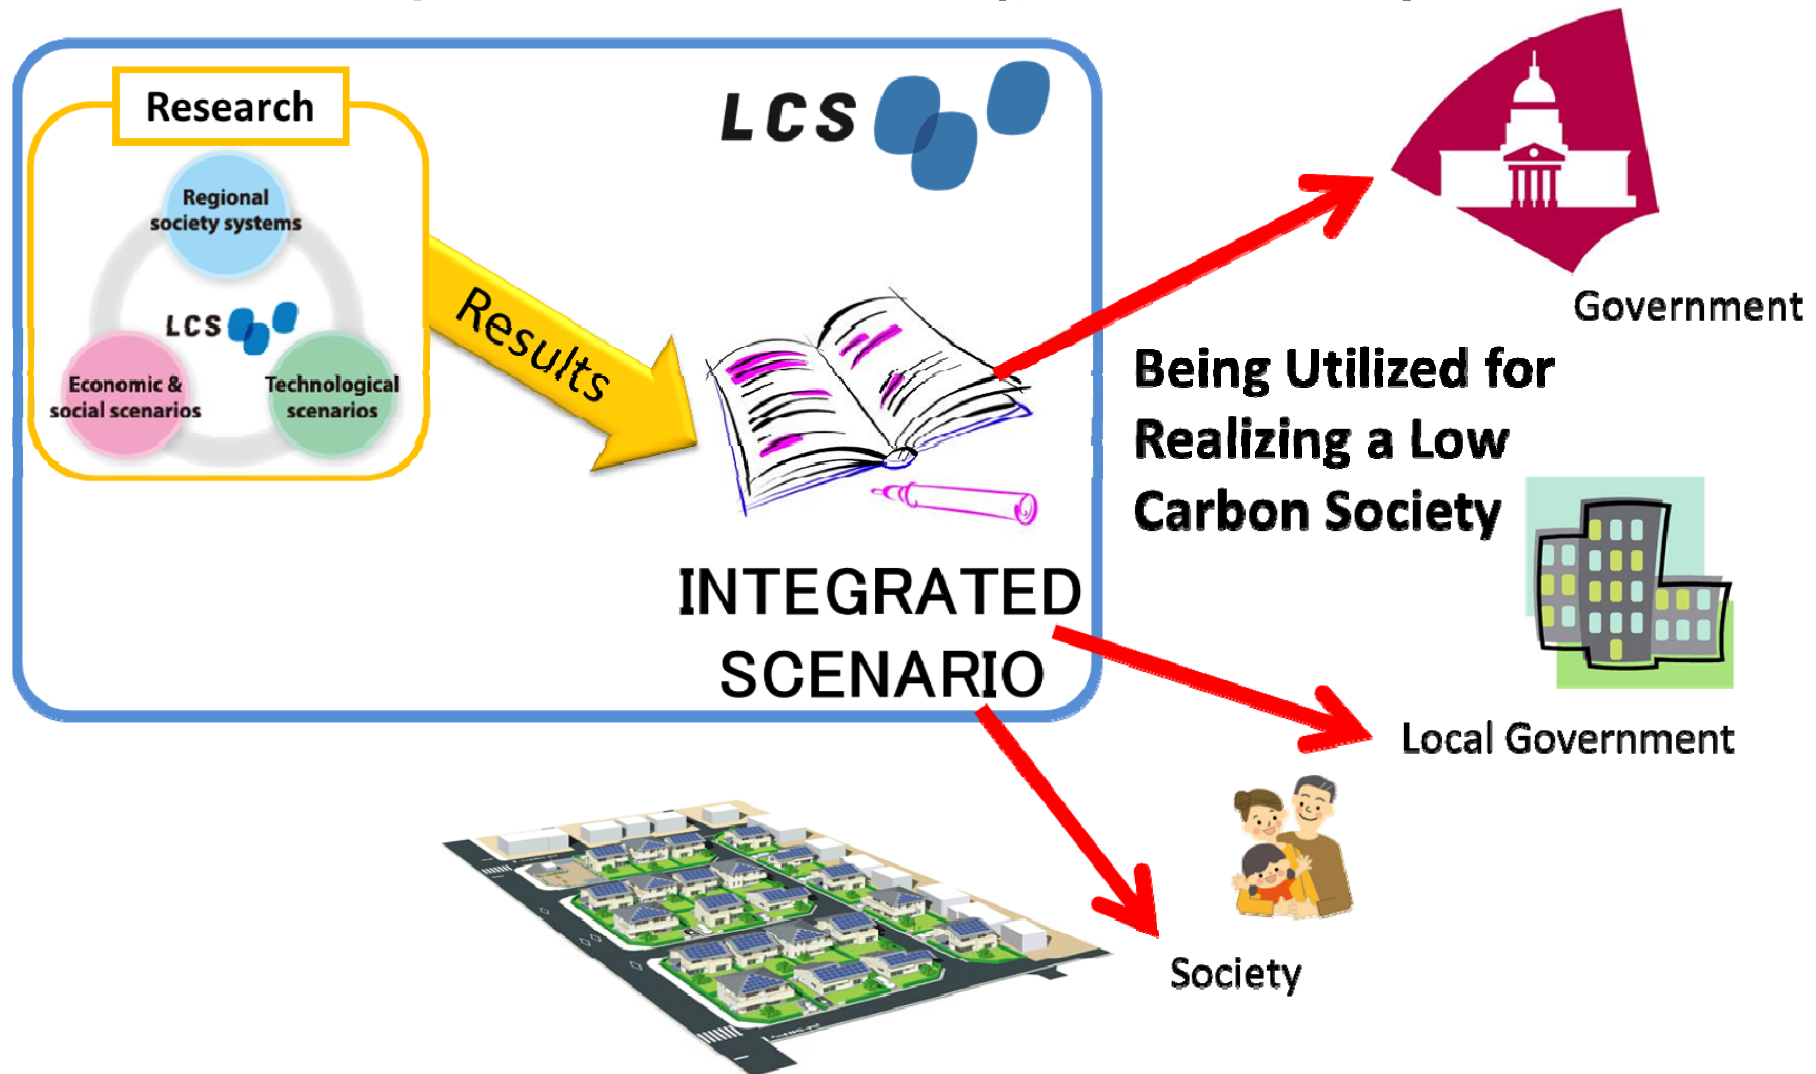 Research
LCS
Regional
society systems
LCS
Economic &
social scenarios
Technological
scenarios
Results
INTEGRATED
SCENARIO
Government
Being Utilized for
Realizing a Low
Carbon Society
Local Government
Society